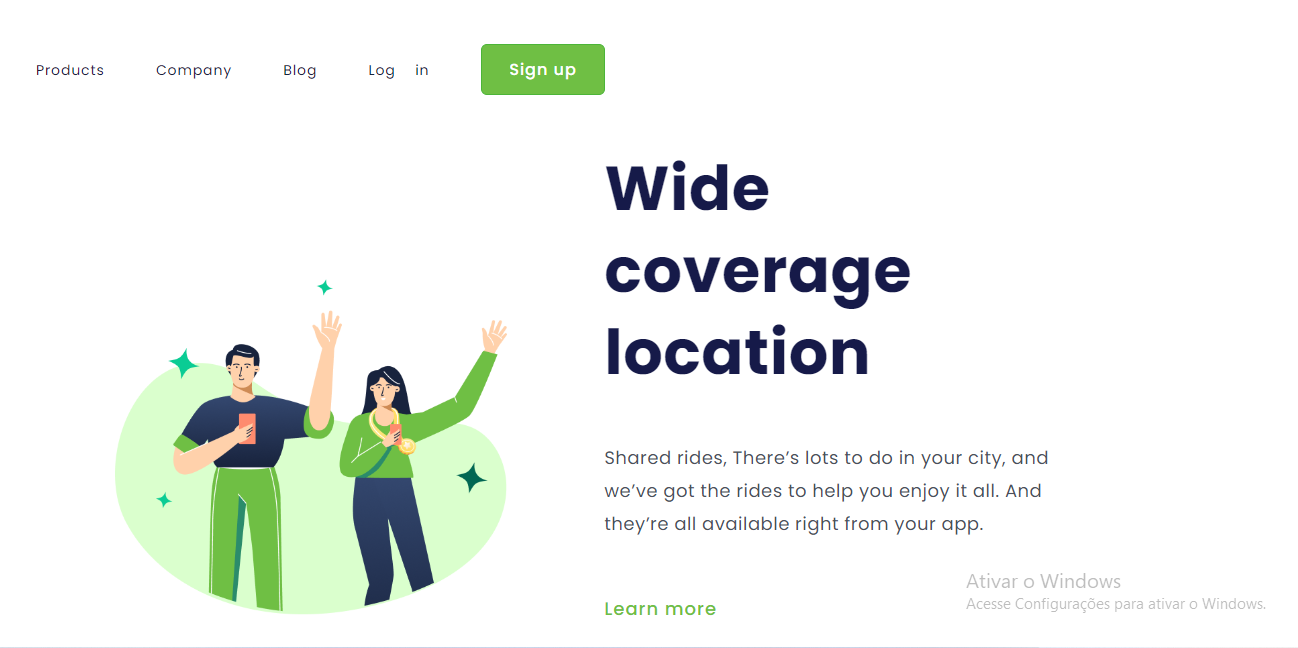 Products Company Blog Log in Sign up
Wide
coverage
location
Shared rides, There’s lots to do in your city, and
we’ve got the rides to help you enjoy it all. And
they’re all available right from your app.
Learn more
Ativar o Windows
Acesse Configurações para ativar o Windows.